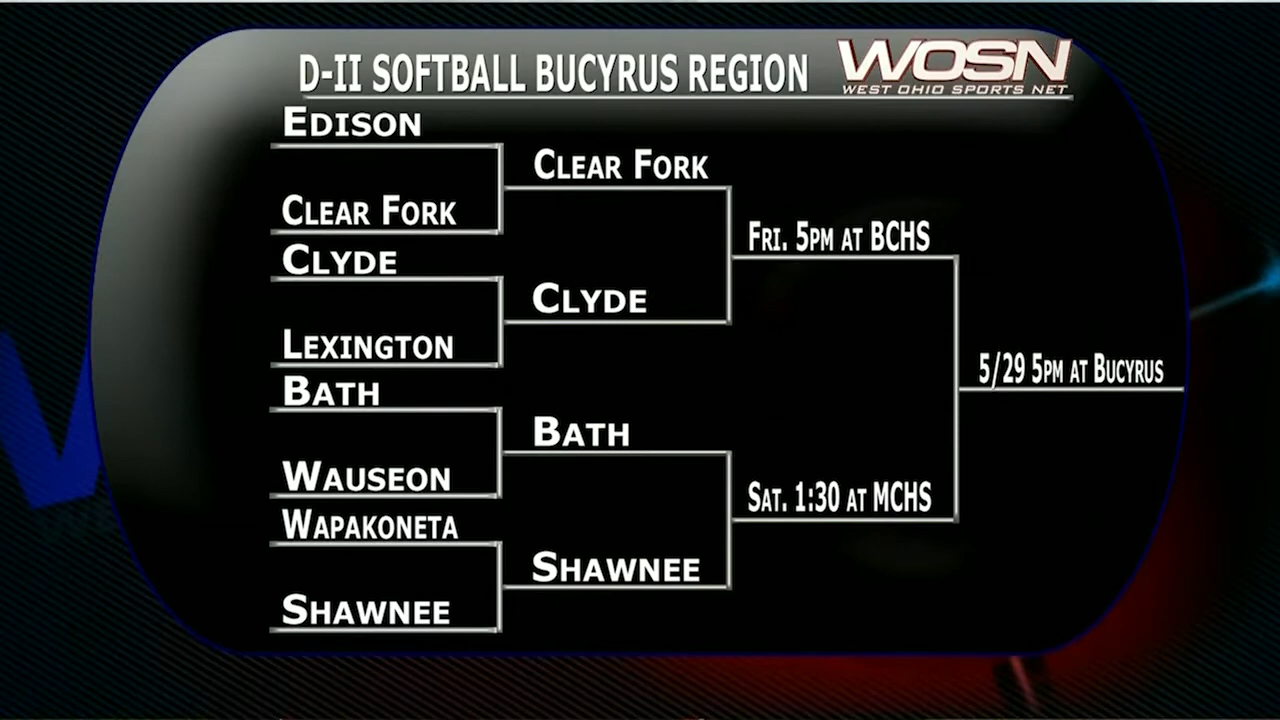 D-II SOFTBALL BUCYRUS REGION
WOSN
WEST OHIO SPORTS NET
EDISON
CLEAR FORK
CLEAR FORK
CLYDE
FRI. 5PM AT BCHS
CLYDE
LEXINGTON
5/29 5PM AT BUCYRUS
BATH
BATH
WAUSEON
SAT. 1:30 AT MCHS
WAPAKONETA
SHAWNEE
SHAWNEE